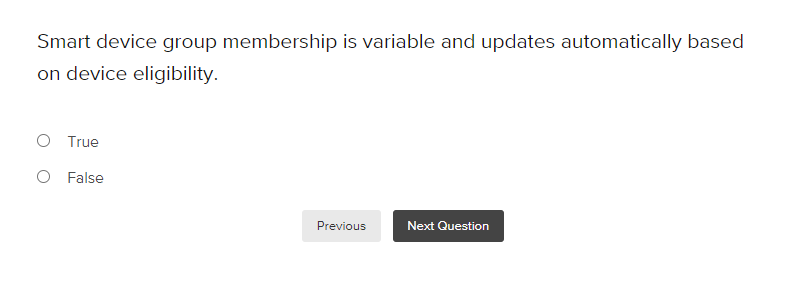 Smart device group membership is variable and updates automatically based
on device eligibility.
True
False
Previous
Next Question